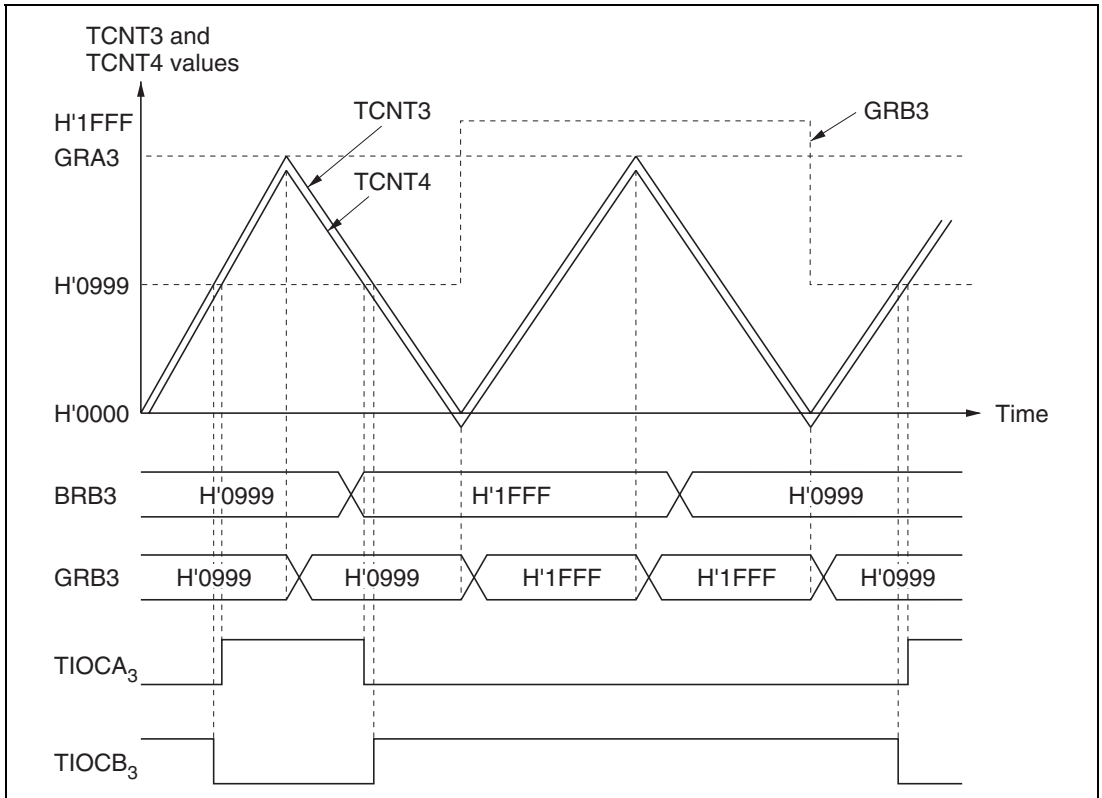 TCNT3 and
TCNT4 values
H'1FFF
GRA3
H'0999
H'0000
TCNT3
TCNT4
GRB3
Time
BRB3 H'0999 H'1FFF H'0999
GRB3 H'0999 H'0999 H'1FFF H'1FFF H'0999
TIOCA3
TIOCB3